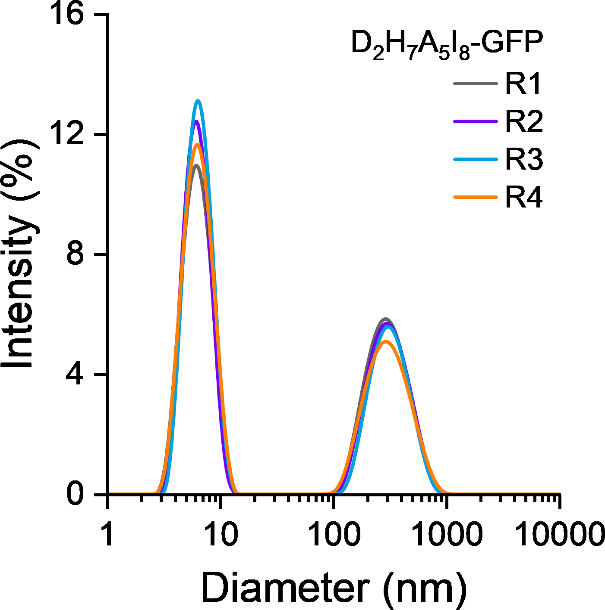 16
12
8
4
0
Intensity (%)
D₂H₇A₅I₈-GFP
R1
R2
R3
R4
1 10 100 1000 10000
Diameter (nm)